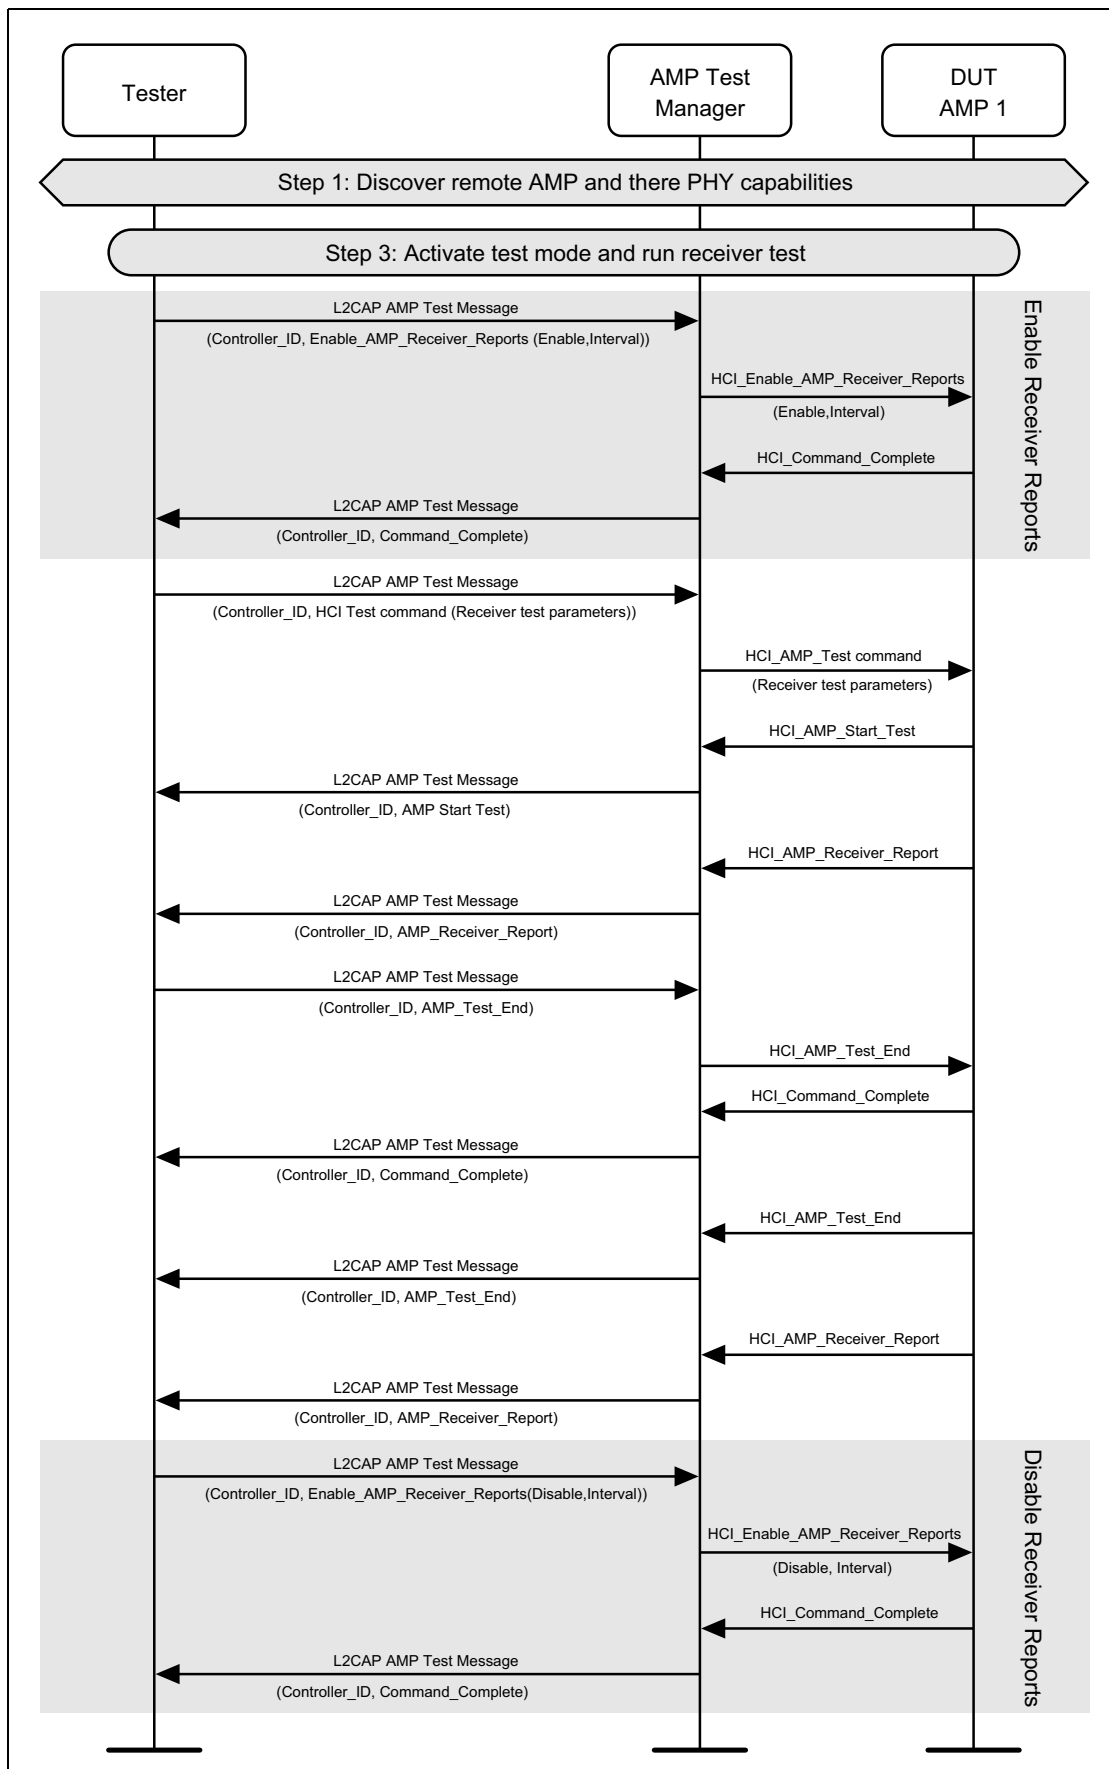 Tester
AMP Test
Manager
DUT
AMP 1
Step 1: Discover remote AMP and there PHY capabilities
Step 3: Activate test mode and run receiver test
Enable Receiver Reports
L2CAP AMP Test Message
(Controller_ID, Enable_AMP_Receiver_Reports (Enable,Interval))
HCI_Enable_AMP_Receiver_Reports
(Enable,Interval)
HCI_Command_Complete
L2CAP AMP Test Message
(Controller_ID, Command_Complete)
L2CAP AMP Test Message
(Controller_ID, HCI Test command (Receiver test parameters))
HCI_AMP_Test command
(Receiver test parameters)
HCI_AMP_Start_Test
L2CAP AMP Test Message
(Controller_ID, AMP Start Test)
HCI_AMP_Receiver_Report
L2CAP AMP Test Message
(Controller_ID, AMP_Receiver_Report)
L2CAP AMP Test Message
(Controller_ID, AMP_Test_End)
HCI_AMP_Test_End
HCI_Command_Complete
L2CAP AMP Test Message
(Controller_ID, Command_Complete)
HCI_AMP_Test_End
L2CAP AMP Test Message
(Controller_ID, AMP_Test_End)
HCI_AMP_Receiver_Report
L2CAP AMP Test Message
(Controller_ID, AMP_Receiver_Report)
Disable Receiver Reports
L2CAP AMP Test Message
(Controller_ID, Enable_AMP_Receiver_Reports(Disable,Interval))
HCI_Enable_AMP_Receiver_Reports
(Disable, Interval)
HCI_Command_Complete
L2CAP AMP Test Message
(Controller_ID, Command_Complete)